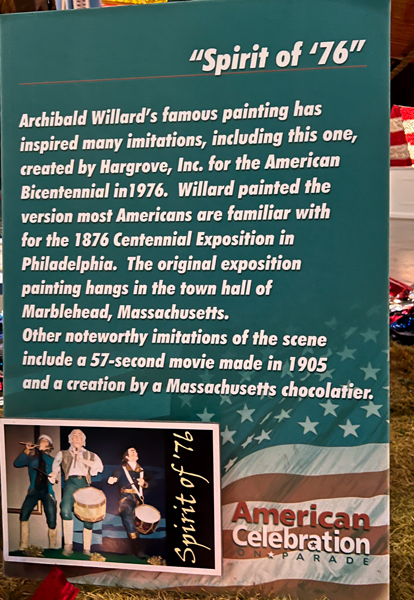 “Spirit of ‘76”
Archibald Willard’s famous painting has
inspired many imitations, including this one,
created by Hargrove, Inc. for the American
Bicentennial in1976. Willard painted the
version most Americans are familiar with
for the 1876 Centennial Exposition in
Philadelphia. The original exposition
painting hangs in the town hall of
Marblehead, Massachusetts.
Other noteworthy imitations of the scene
include a 57-second movie made in 1905
and a creation by a Massachusetts chocolatier.
Spirit of ‘76
American
Celebration
ON★PARADE